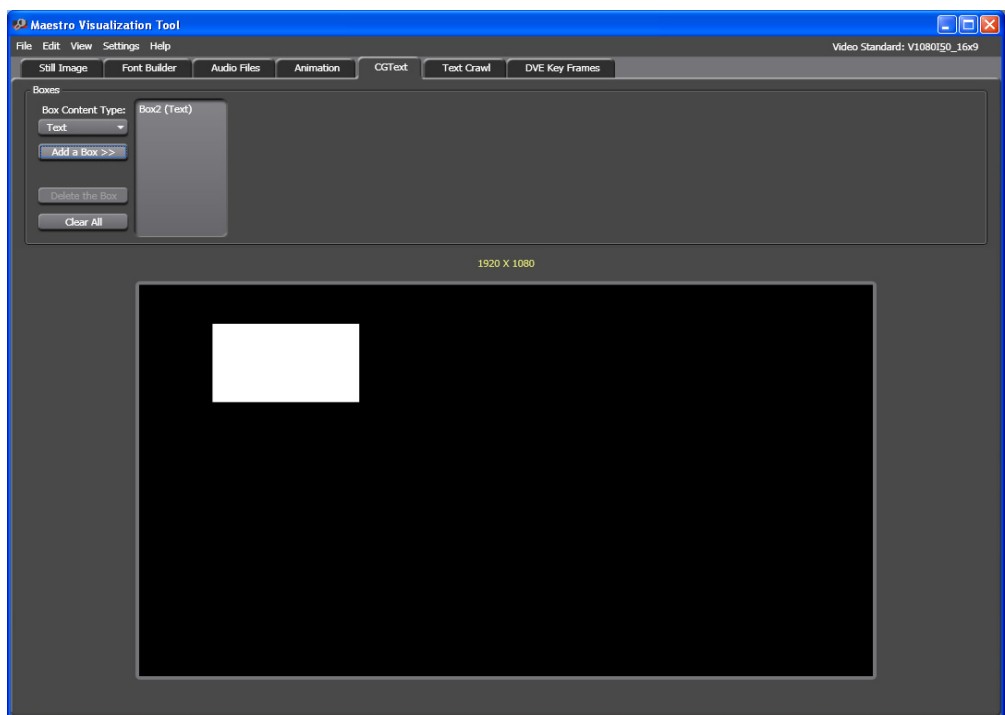 Maestro Visualization Tool
File Edit View Settings Help Video Standard: V1080I50_16x9
Still Image Font Builder Audio Files Animation CGText Text Crawl DVE Key Frames
Boxes
Box Content Type: Box2 (Text)
Text
Add a Box >>
Delete the Box
Clear All
1920 X 1080